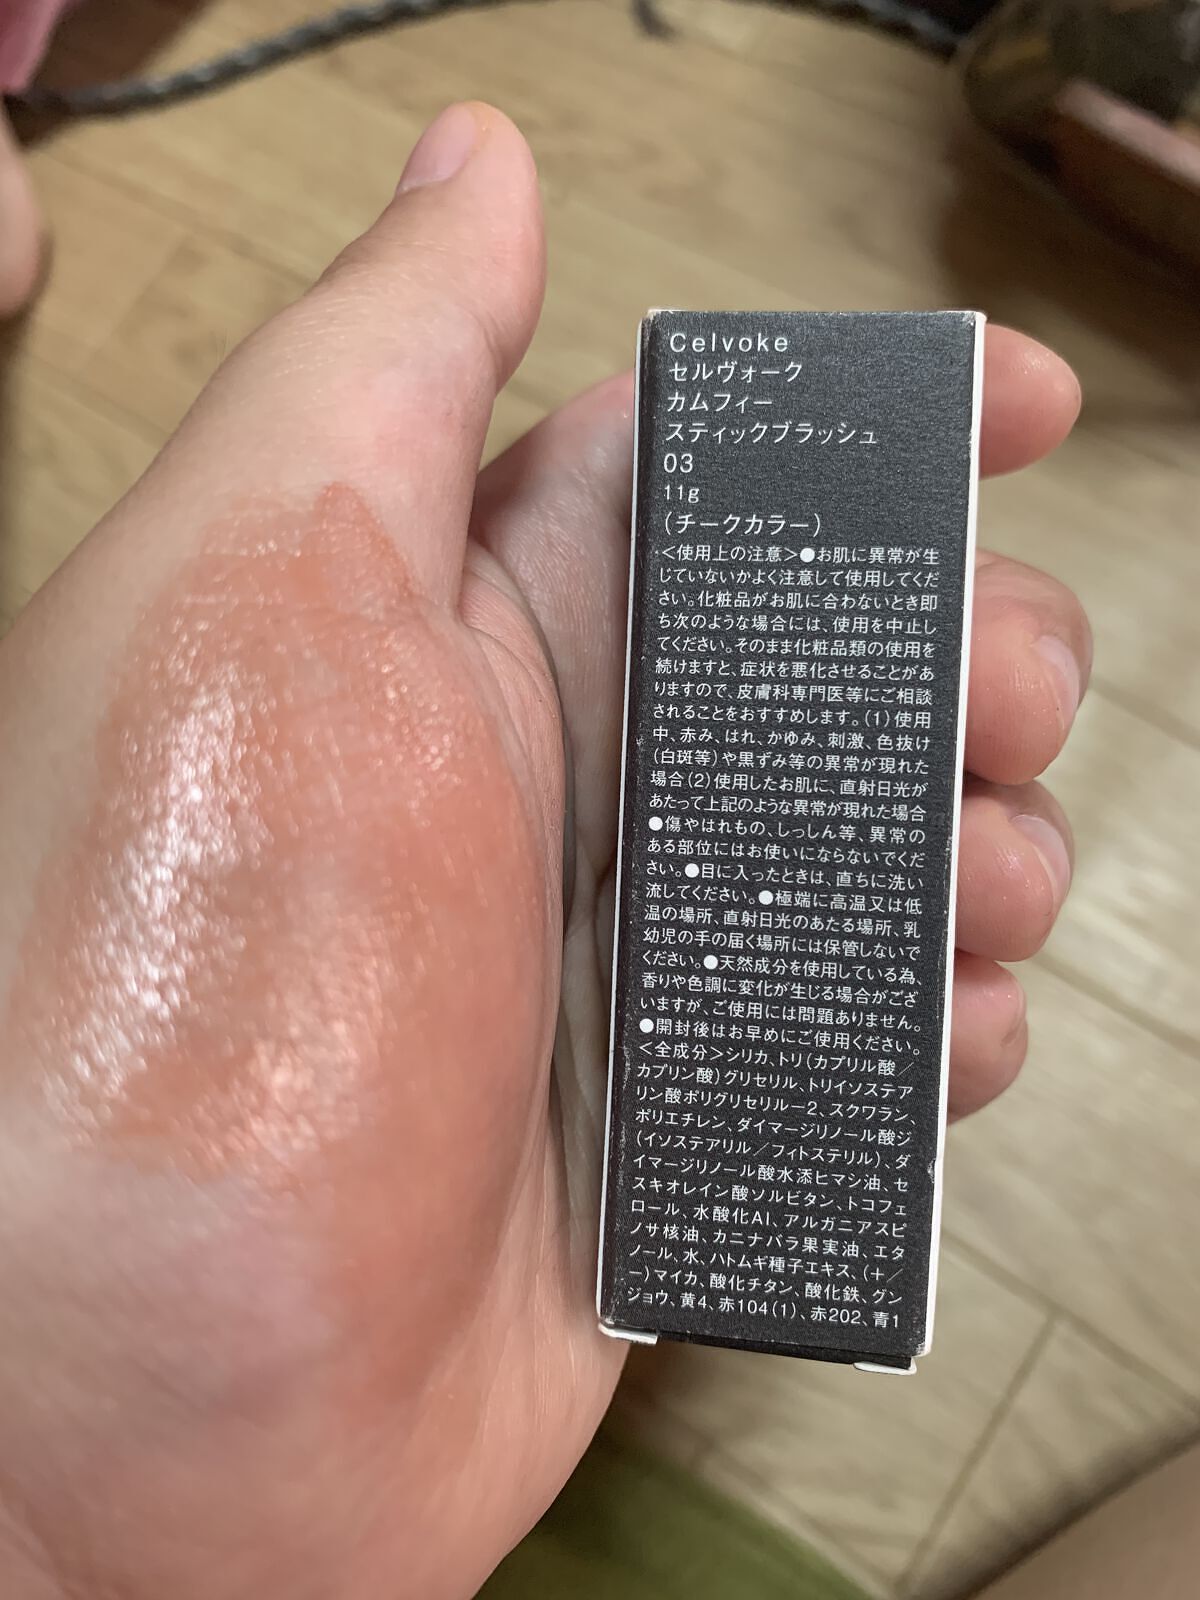 Celvoke
セルヴォーク
カムフィー
スティックブラッシュ
03
11g
(チークカラー)
<使用上の注意>●お肌に異常が生
じていないかよく注意して使用してくだ
さい。化粧品がお肌に合わないとき即
ち次のような場合には、使用を中止し
てください。そのまま化粧品類の使用を
続けますと、症状を悪化させることがあ
りますので、皮膚科専門医等にご相談
されることをおすすめします。(1)使用
中、赤み、はれ、かゆみ、刺激、色抜け
(白斑等)や黒ずみ等の異常が現れた
場合(2)使用したお肌に、直射日光が
あたって上記のような異常が現れた場合
●傷やはれもの、しっしん等、異常の
ある部位にはお使いにならないでくだ
さい。●目に入ったときは、直ちに洗い
流してください。●極端に高温又は低
温の場所、直射日光のあたる場所、乳
幼児の手の届く場所には保管しないで
ください。●天然成分を使用している為、
香りや色調に変化が生じる場合がござ
いますが、ご使用には問題ありません。
●開封後はお早めにご使用ください。
<全成分>シリカ、トリ(カプリル酸/
カプリン酸)グリセリル、トリイソステア
リン酸ポリグリセリル-2、スクワラン、
ポリエチレン、ダイマージリノール酸ジ
(イソステアリル/フィトステリル)、ダ
イマージリノール酸水添ヒマシ油、セ
スキオレイン酸ソルビタン、トコフェ
ロール、水酸化Al、アルガニアスピ
ノサ核油、カニナバラ果実油、エタ
ノール、水、ハトムギ種子エキス、(+/
-)マイカ、酸化チタン、酸化鉄、グン
ジョウ、黄4、赤104(1)、赤202、青1